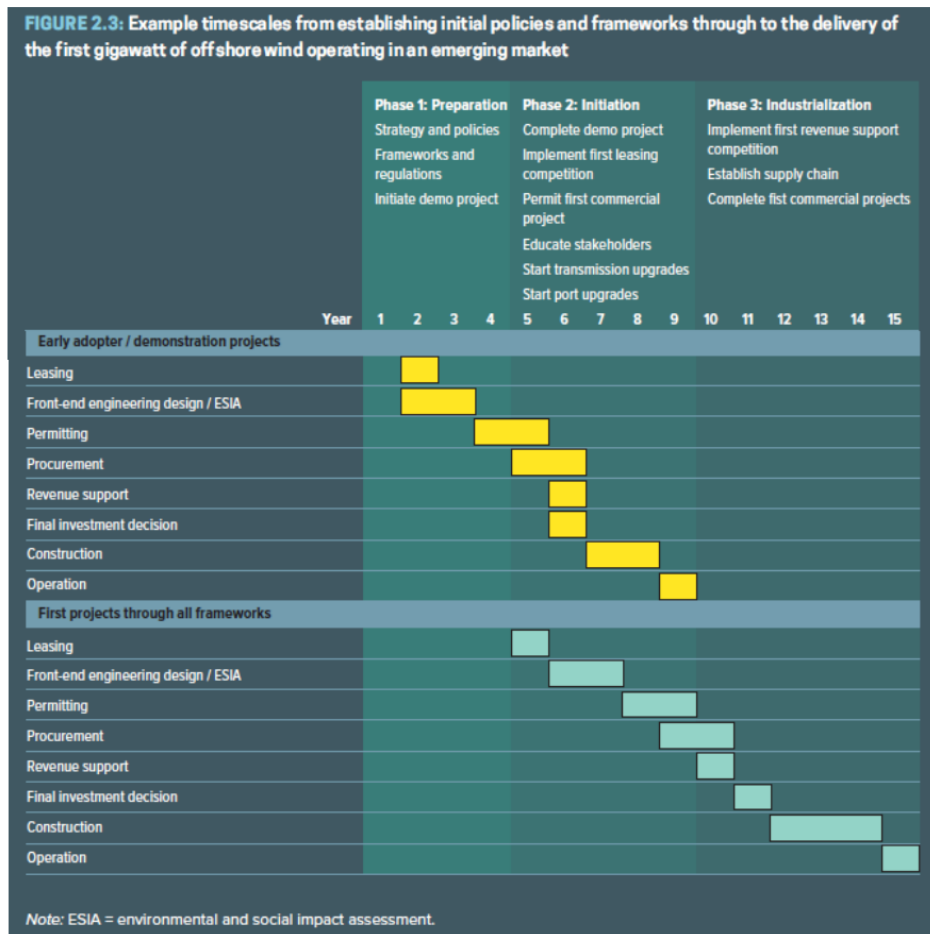 FIGURE 2.3: Example timescales from establishing initial policies and frameworks through to the delivery of
the first gigawatt of offshore wind operating in an emerging market
Phase 1: Preparation
Strategy and policies
Frameworks and
regulations
Initiate demo project
Phase 2: Initiation
Complete demo project
Implement first leasing
competition
Permit first commercial
project
Educate stakeholders
Start transmission upgrades
Start port upgrades
Phase 3: Industrialization
Implement first revenue support
competition
Establish supply chain
Complete fist commercial projects
Year 1 2 3 4 5 6 7 8 9 10 11 12 13 14 15
Early adopter / demonstration projects
Leasing
Front-end engineering design / ESIA
Permitting
Procurement
Revenue support
Final investment decision
Construction
Operation
First projects through all frameworks
Leasing
Front-end engineering design / ESIA
Permitting
Procurement
Revenue support
Final investment decision
Construction
Operation
Note: ESIA = environmental and social impact assessment.